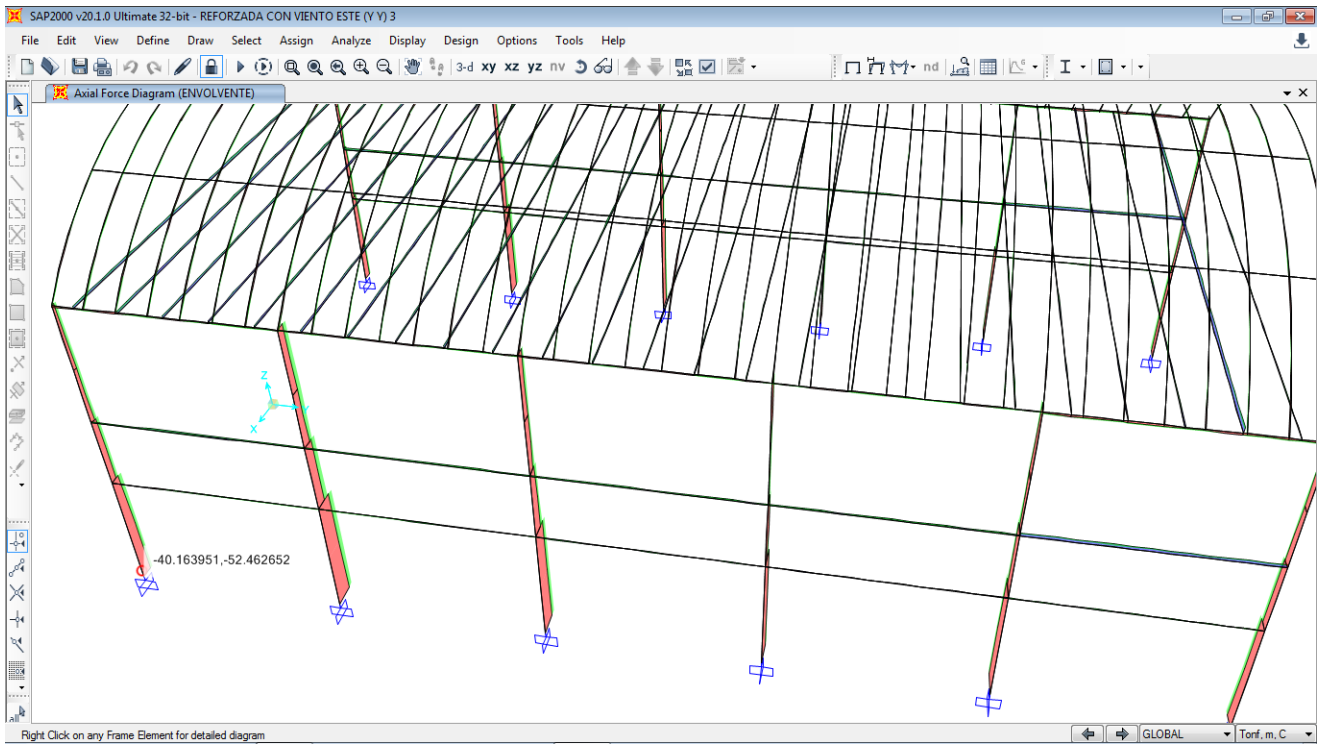 SAP2000 v20.1.0 Ultimate 32-bit - REFORZADA CON VIENTO ESTE (Y Y) 3
File Edit View Define Draw Select Assign Analyze Display Design Options Tools Help
3-d xy xz yz nv nd
Axial Force Diagram (ENVOLVENTE)
Z
X
-40.163951,-52.462652
all
Right Click on any Frame Element for detailed diagram
GLOBAL
Tonf, m, C